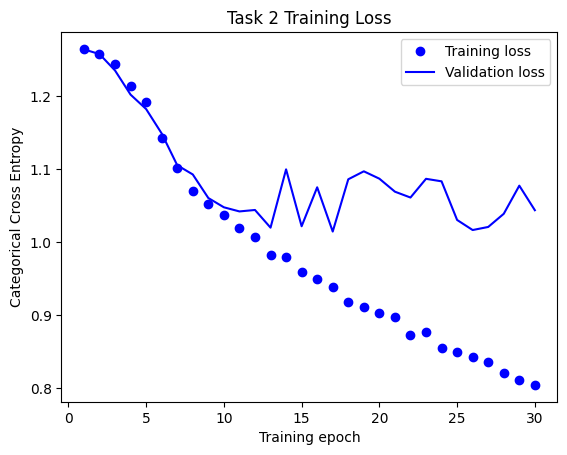 Task 2 Training Loss
Training loss
Validation loss
Categorical Cross Entropy
1.2
1.1
1.0
0.9
0.8
0 5 10 15 20 25 30
Training epoch